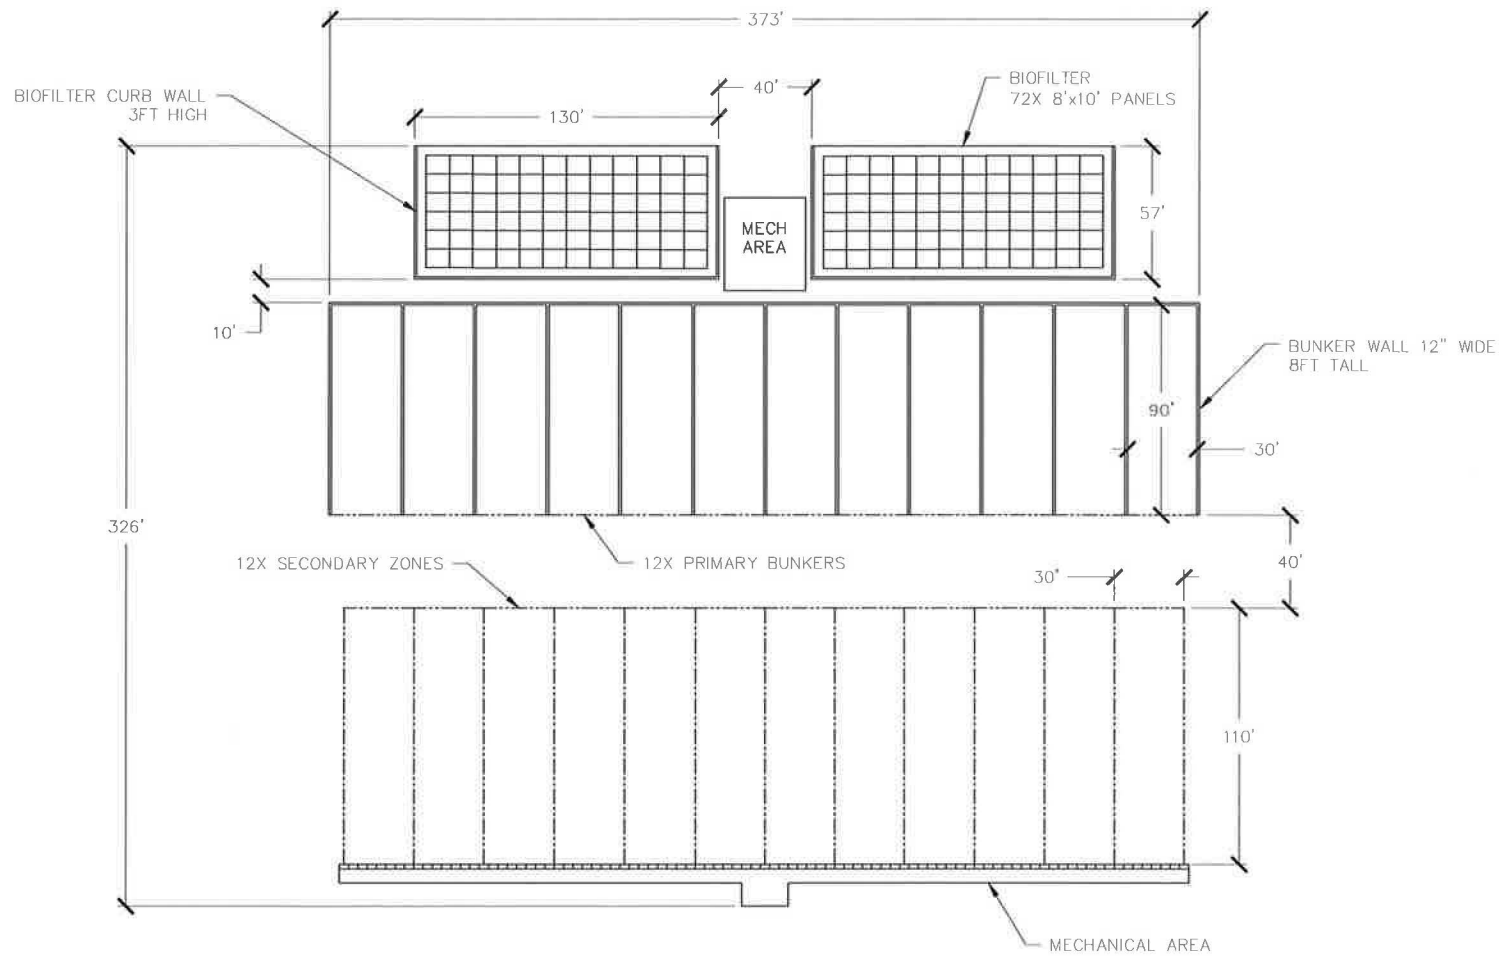 373'
BIOFILTER CURB WALL
3FT HIGH
130'
40'
BIOFILTER
72X 8'x10' PANELS
57'
MECH
AREA
10'
BUNKER WALL 12" WIDE
8FT TALL
90'
30'
326'
12X SECONDARY ZONES
12X PRIMARY BUNKERS
30'
40'
110'
MECHANICAL AREA